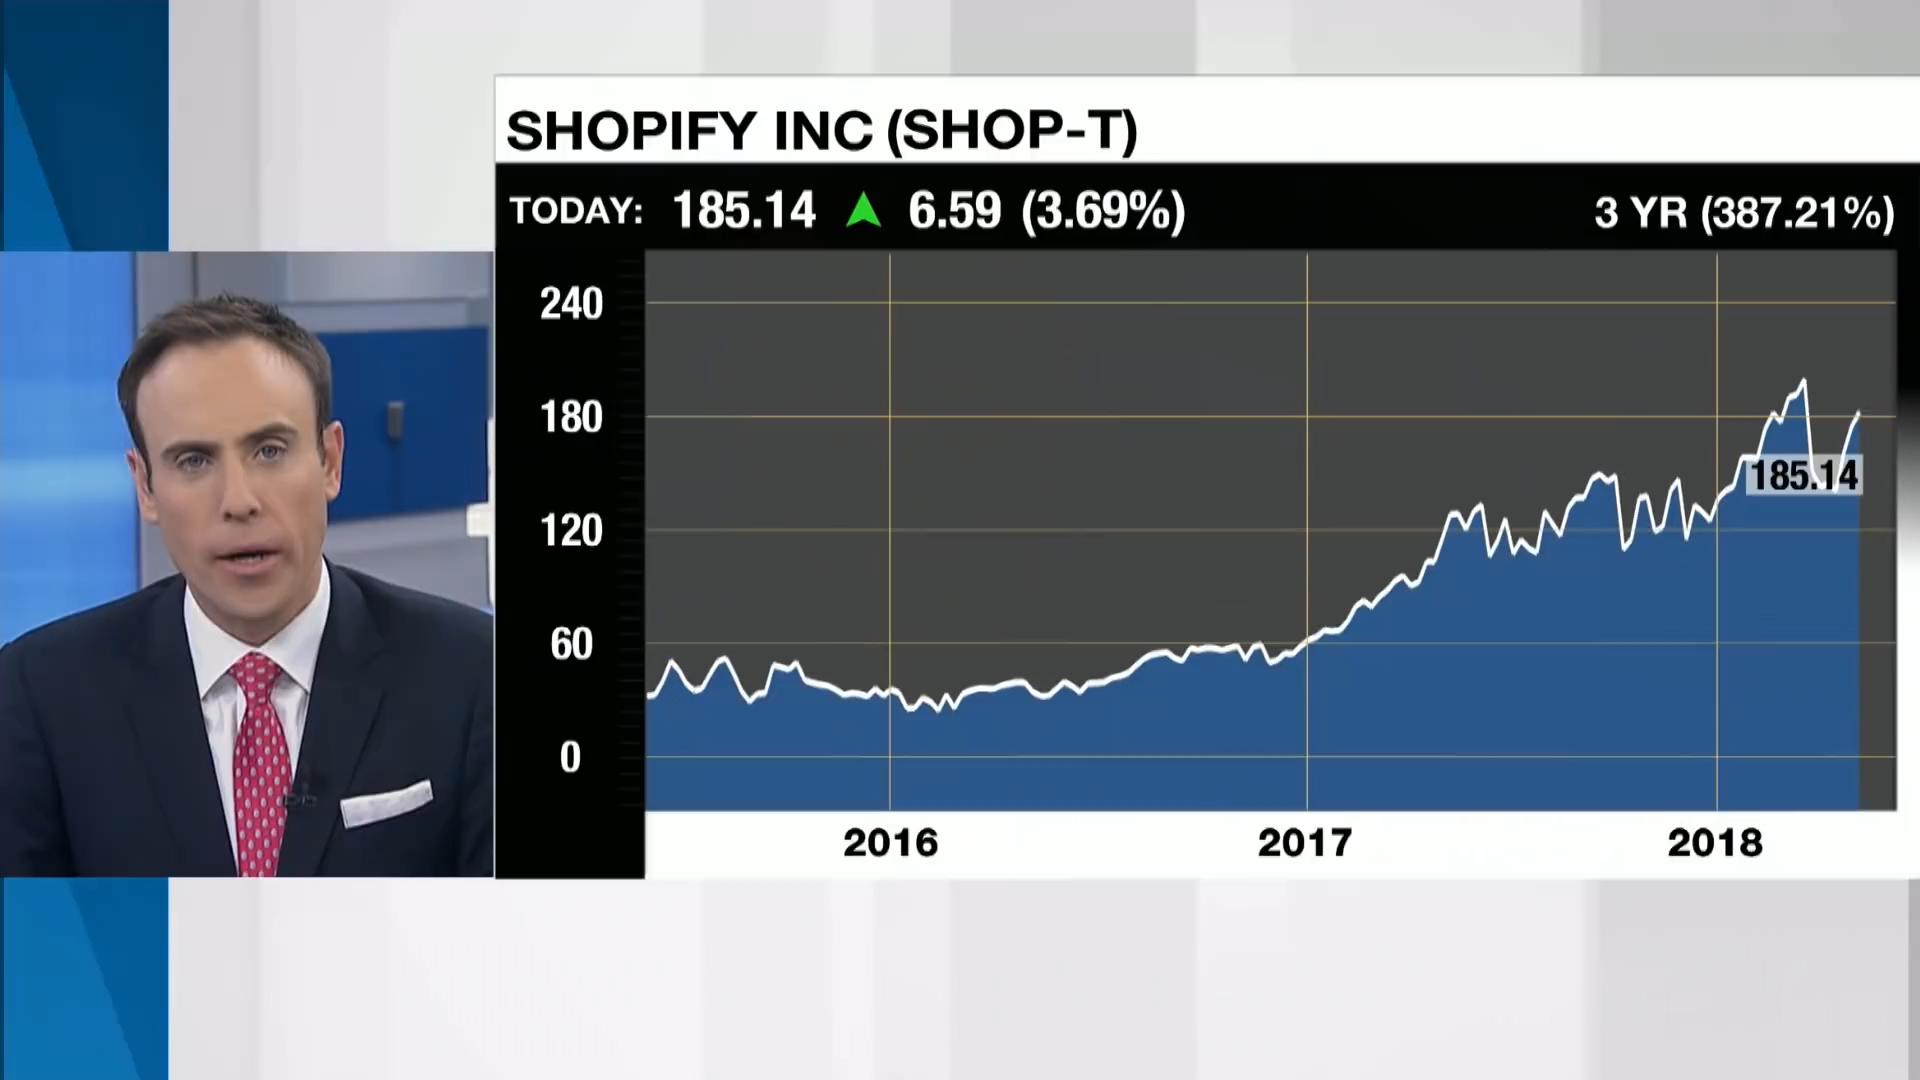 SHOPIFY INC (SHOP-T)
TODAY: 185.14 ▲ 6.59 (3.69%) 3 YR (387.21%)
240
180
185.14
120
60
0
2016 2017 2018